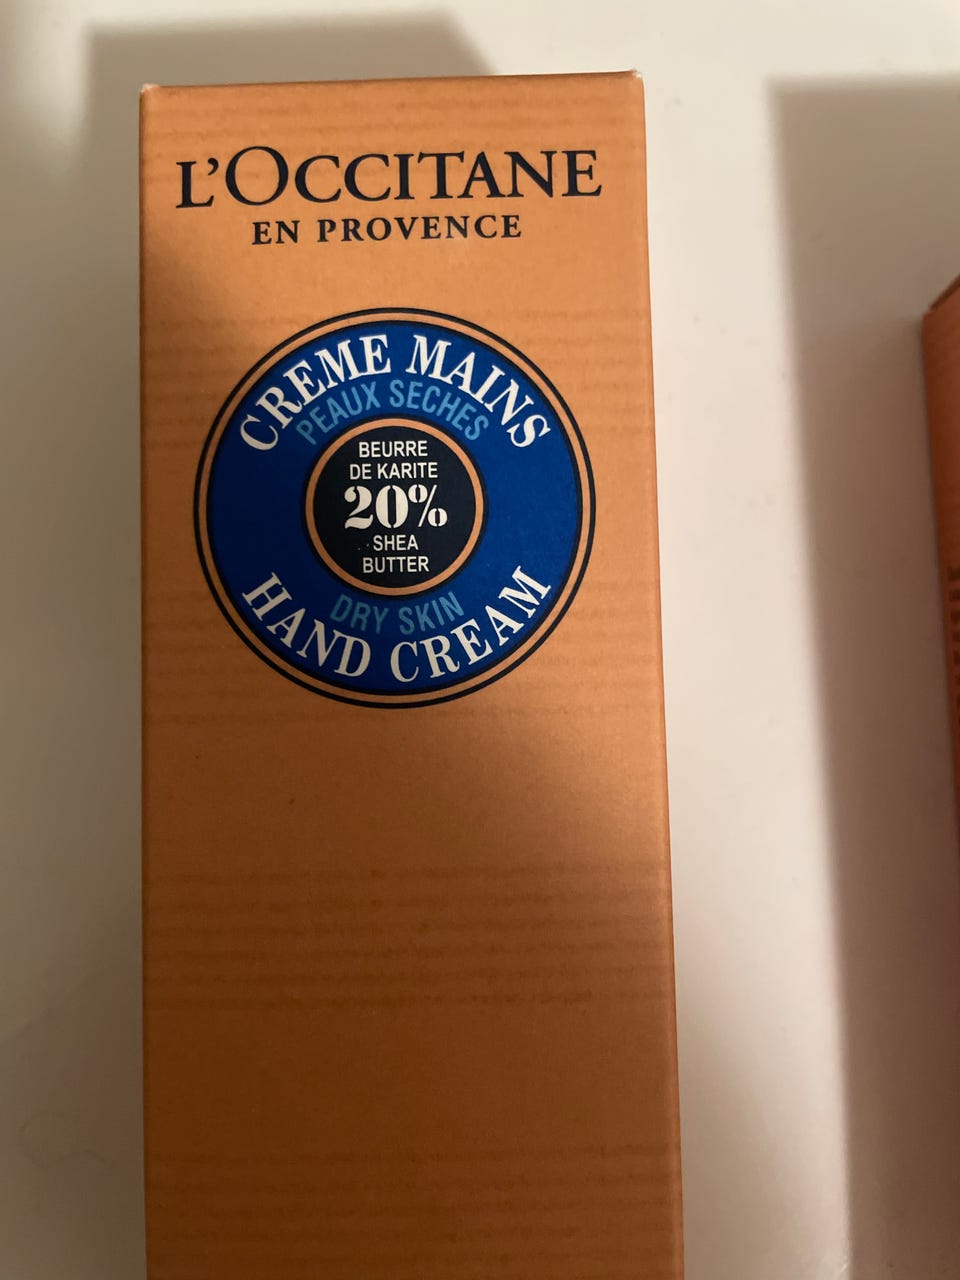 L'OCCITANE
EN PROVENCE
CREME MAINS
PEAUX SECHES
BEURRE
DE KARITE
20%
SHEA
BUTTER
DRY SKIN
HAND CREAM